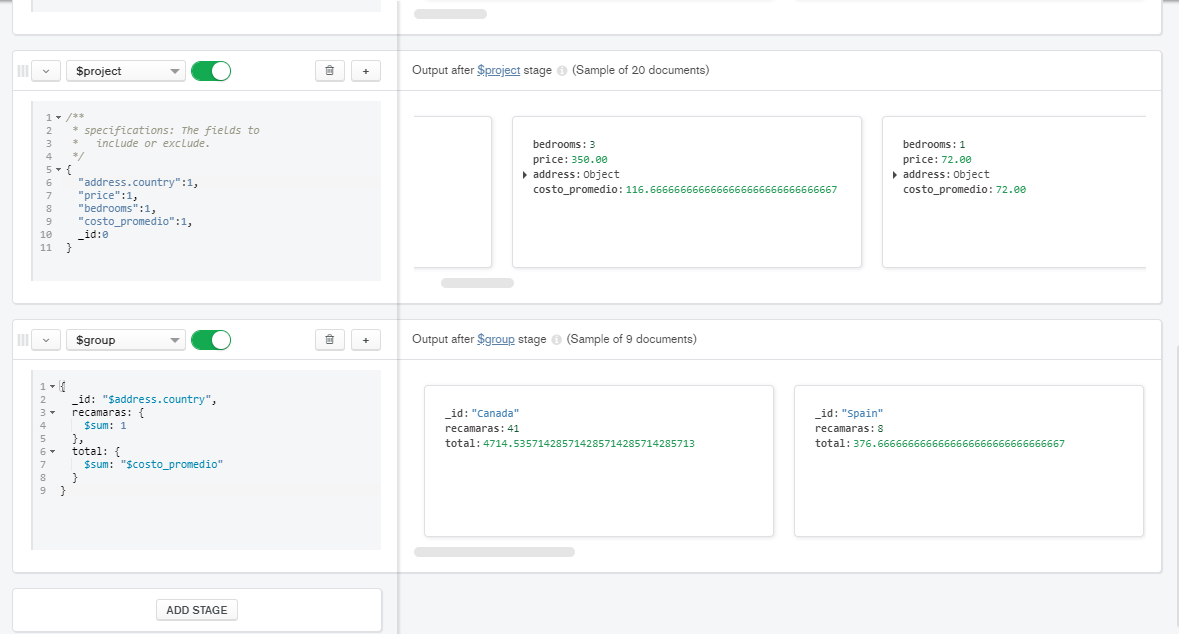 $project
+
Output after $project stage (Sample of 20 documents)
1 /**
2 * specifications: The fields to
3 * include or exclude.
4 */
5 {
6 "address.country":1,
7 "price":1,
8 "bedrooms":1,
9 "costo_promedio":1,
10 _id:0
11 }
bedrooms: 3
price: 350.00
address: Object
costo_promedio: 116.6666666666666666666666666666667
bedrooms: 1
price: 72.00
address: Object
costo_promedio: 72.00
$group
+
Output after $group stage (Sample of 9 documents)
1 {
2 _id: "$address.country",
3 recamaras: {
4 $sum: 1
5 },
6 total: {
7 $sum: "$costo_promedio"
8 }
9 }
_id: "Canada"
recamaras: 41
total: 4714.535714285714285714285714285713
_id: "Spain"
recamaras: 8
total: 376.6666666666666666666666666666667
ADD STAGE